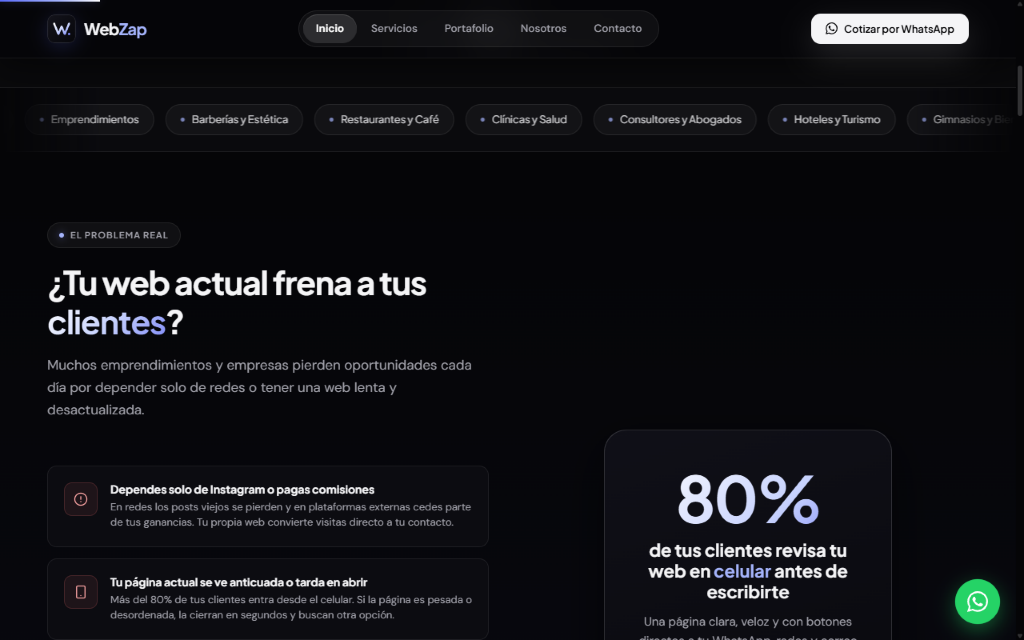 W.
WebZap
Inicio
Servicios
Portafolio
Nosotros
Contacto
Cotizar por WhatsApp
Emprendimientos
Barberías y Estética
Restaurantes y Café
Clínicas y Salud
Consultores y Abogados
Hoteles y Turismo
Gimnasios y
EL PROBLEMA REAL
¿Tu web actual frena a tus
clientes?
Muchos emprendimientos y empresas pierden oportunidades cada
día por depender solo de redes o tener una web lenta y
desactualizada.
Dependes solo de Instagram o pagas comisiones
En redes los posts viejos se pierden y en plataformas externas cedes parte
de tus ganancias. Tu propia web convierte visitas directo a tu contacto.
Tu página actual se ve anticuada o tarda en abrir
Más del 80% de tus clientes entra desde el celular. Si la página es pesada o
desordenada, la cierran en segundos y buscan otra opción.
80%
de tus clientes revisa tu
web en celular antes de
escribirte
Una página clara, veloz y con botones
directos a tu WhatsApp, redes y correo